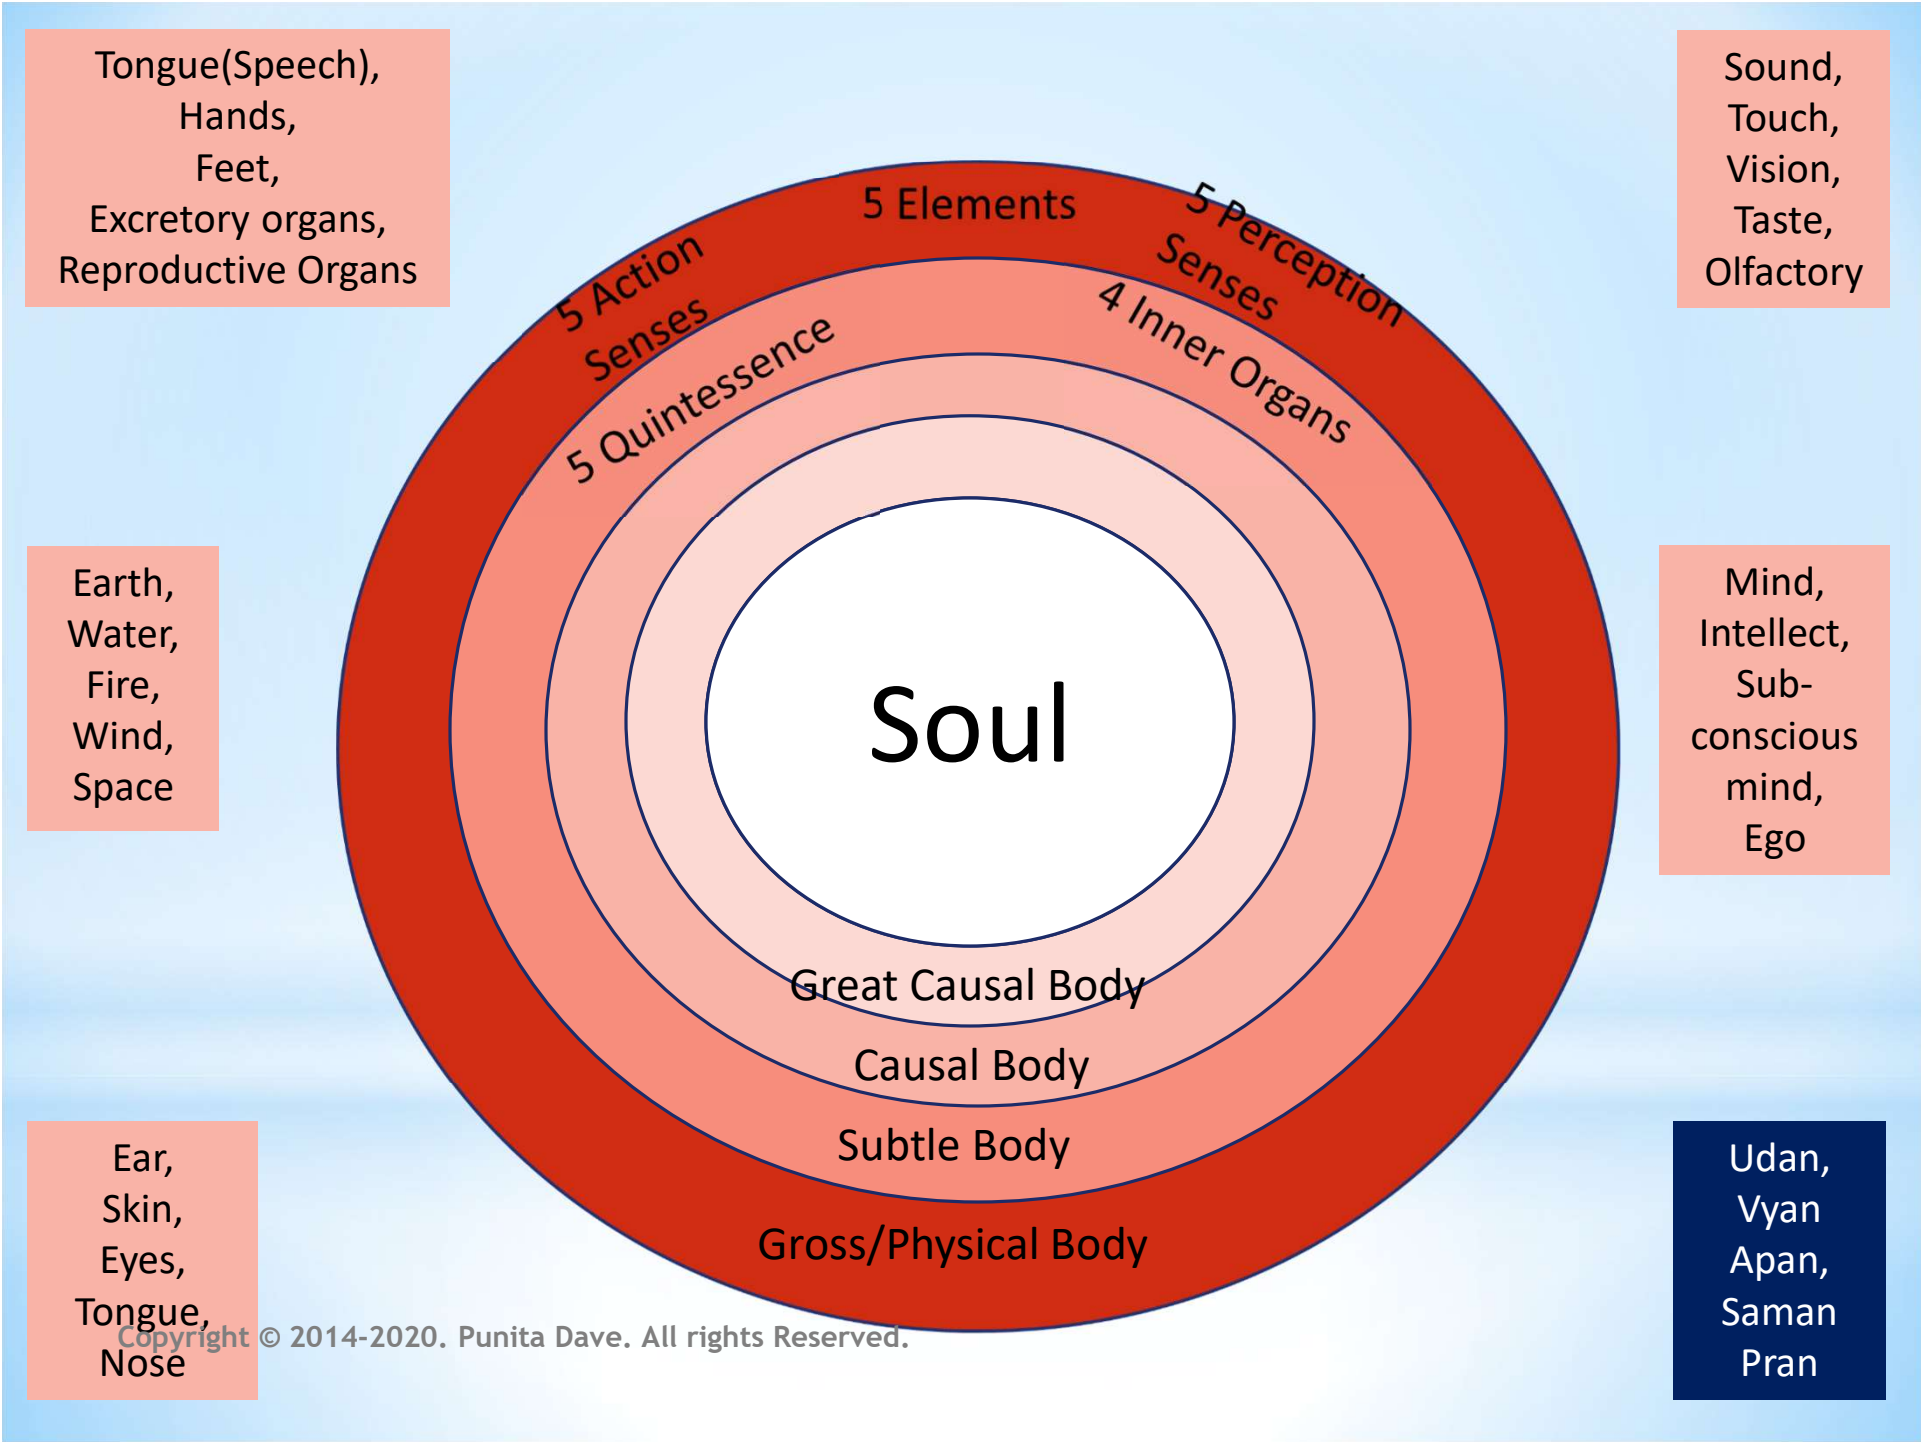 Tongue(Speech),
Hands,
Feet,
Excretory organs,
Reproductive Organs
Sound,
Touch,
Vision,
Taste,
Olfactory
5 Elements
5 Action
Senses
5 Perception
Senses
5 Quintessence
4 Inner Organs
Earth,
Water,
Fire,
Wind,
Space
Soul
Mind,
Intellect,
Sub-
conscious
mind,
Ego
Great Causal Body
Causal Body
Subtle Body
Gross/Physical Body
Ear,
Skin,
Eyes,
Tongue,
Nose
Udan,
Vyan
Apan,
Saman
Pran
Copyright © 2014-2020. Punita Dave. All rights Reserved.